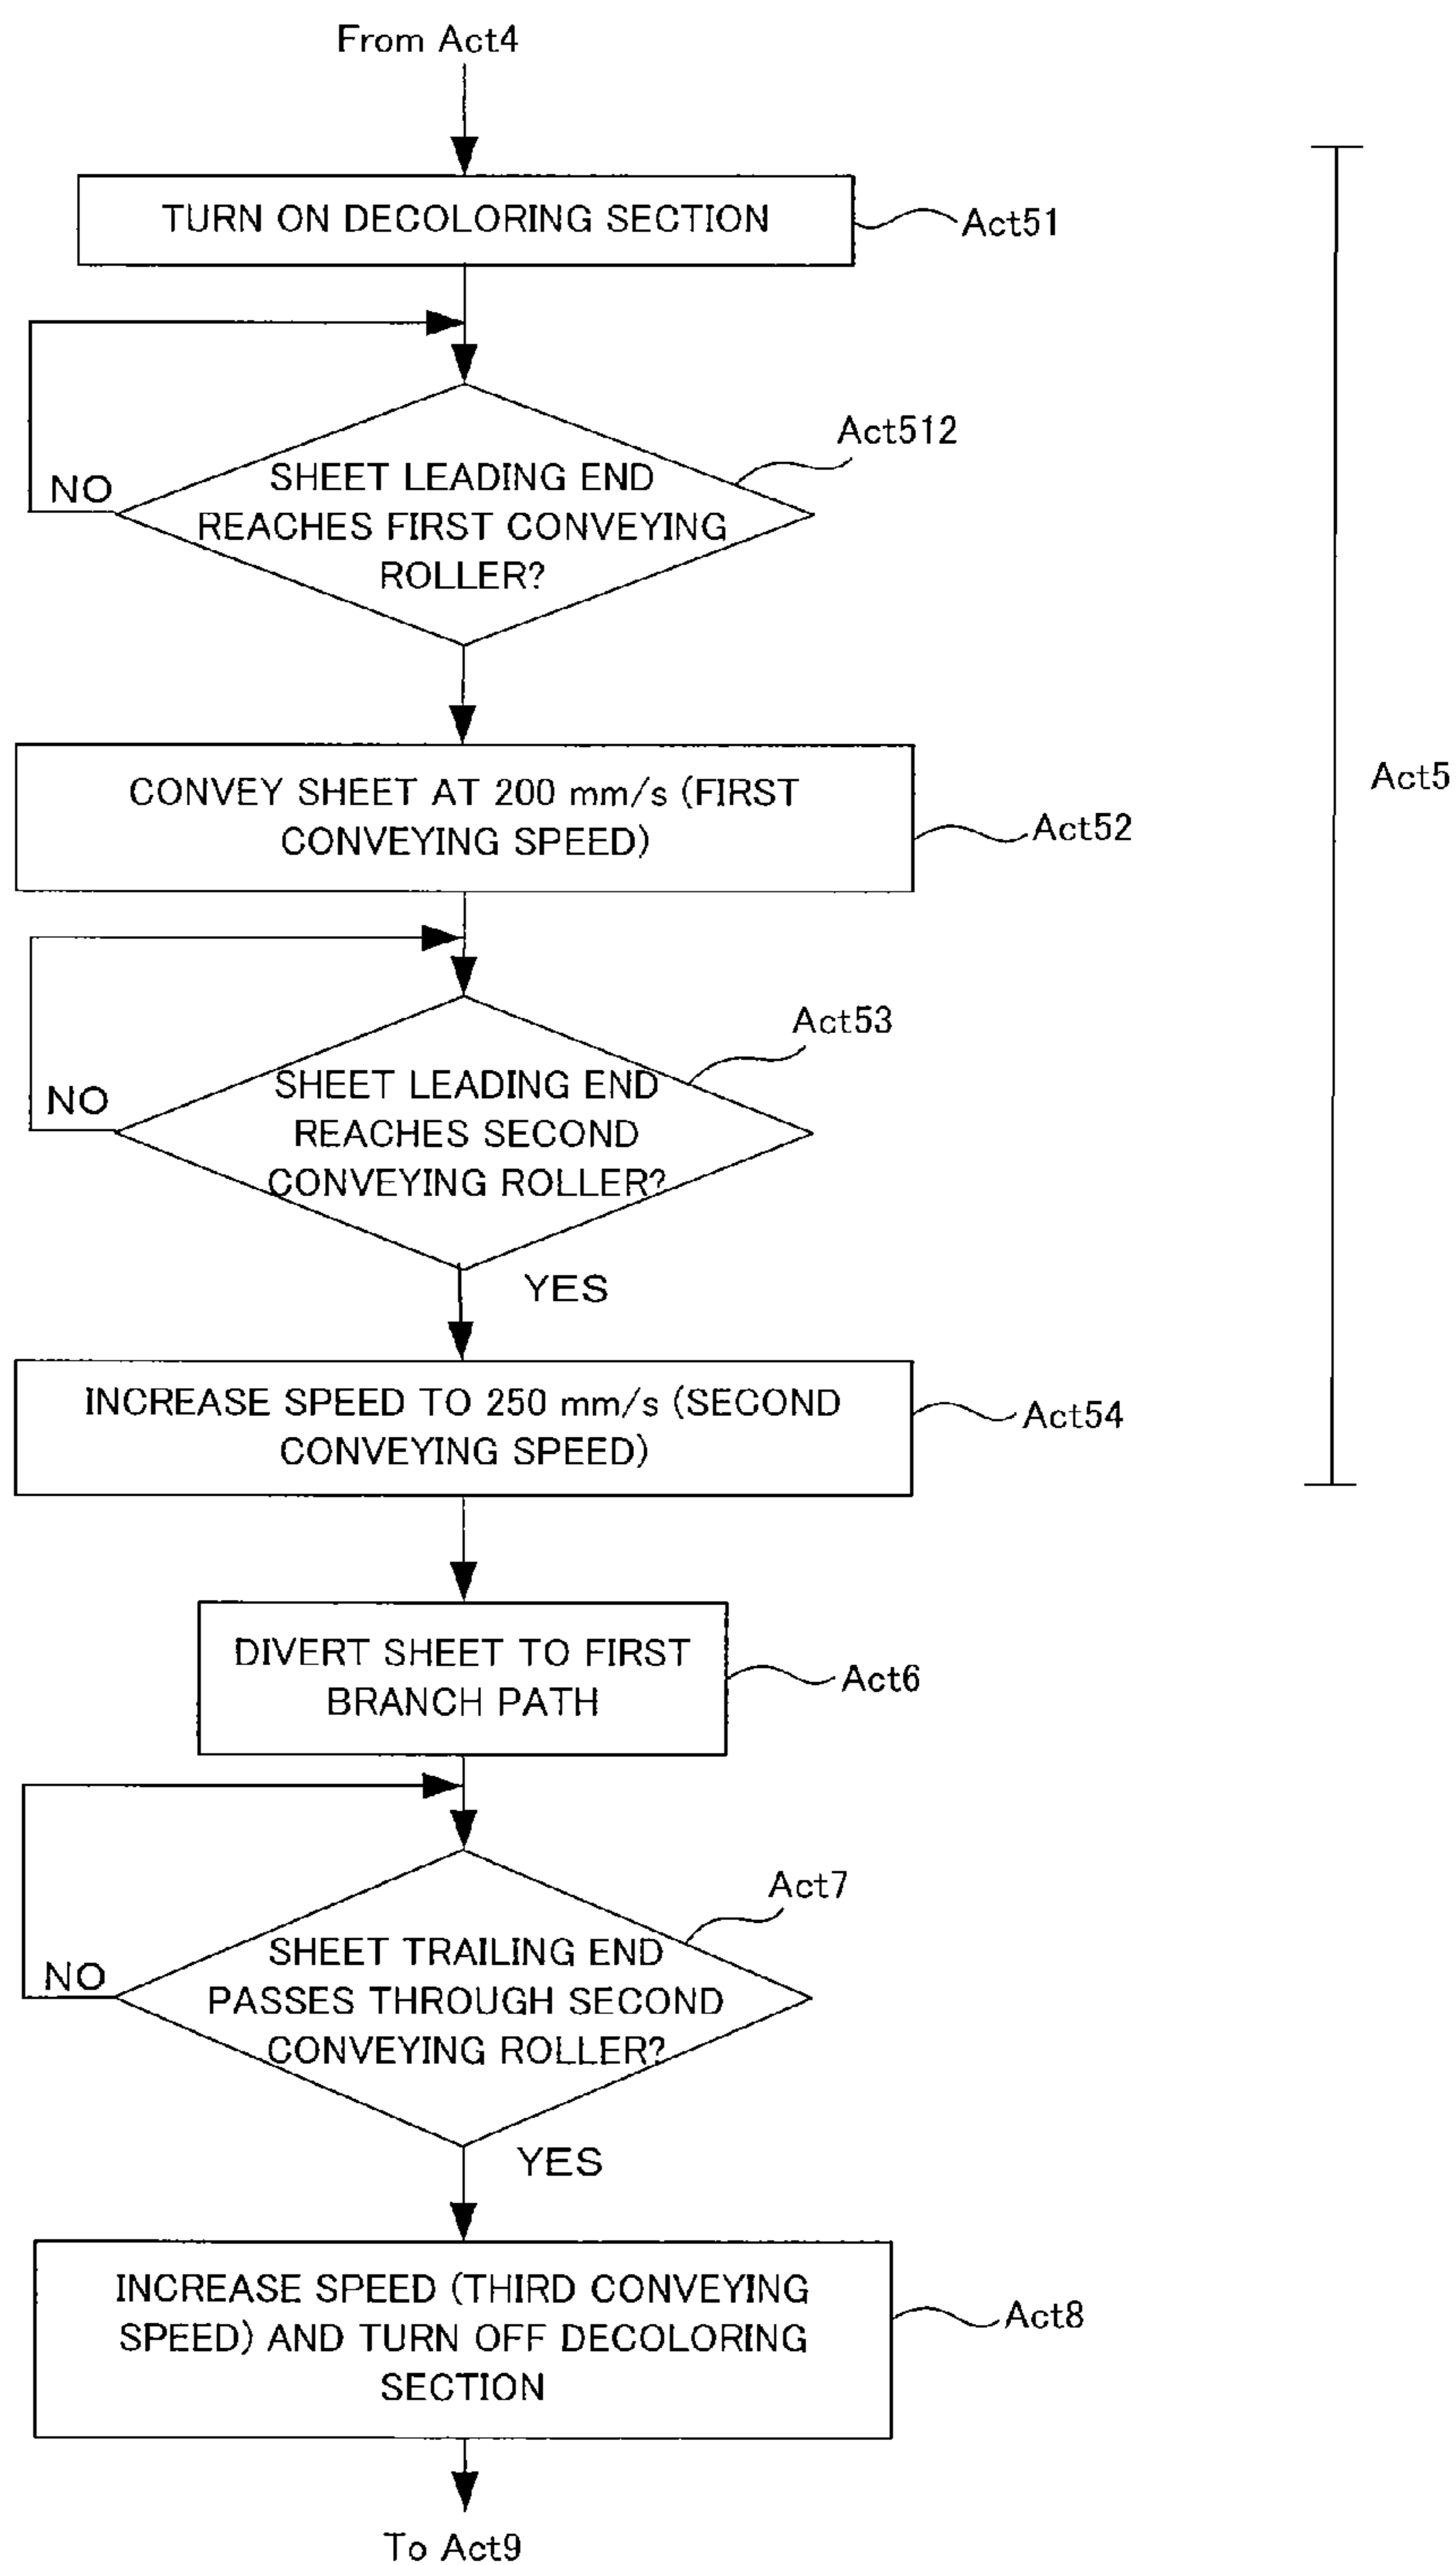 From Act4
TURN ON DECOLORING SECTION
Act51
Act512
SHEET LEADING END
REACHES FIRST CONVEYING
ROLLER?
NO
CONVEY SHEET AT 200 mm/s (FIRST
CONVEYING SPEED)
Act52
Act5
Act53
SHEET LEADING END
REACHES SECOND
CONVEYING ROLLER?
NO
YES
INCREASE SPEED TO 250 mm/s (SECOND
CONVEYING SPEED)
Act54
DIVERT SHEET TO FIRST
BRANCH PATH
Act6
Act7
SHEET TRAILING END
PASSES THROUGH SECOND
CONVEYING ROLLER?
NO
YES
INCREASE SPEED (THIRD CONVEYING
SPEED) AND TURN OFF DECOLORING
SECTION
Act8
To Act9